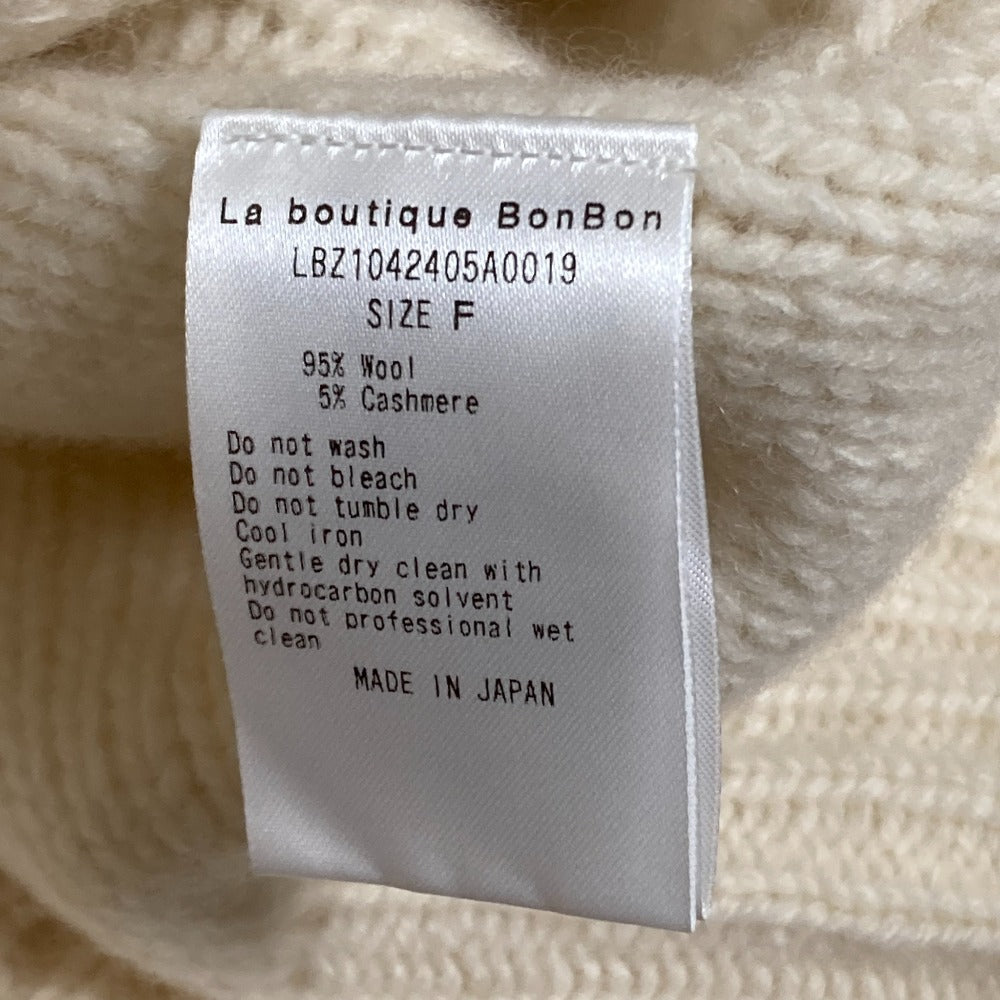 La boutique BonBon
LBZ1042405A0019
SIZE F
95% Wool
5% Cashmere
Do not wash
Do not bleach
Do not tumble dry
Cool iron
Gentle dry clean with
hydrocarbon solvent
Do not professional wet
clean
MADE IN JAPAN